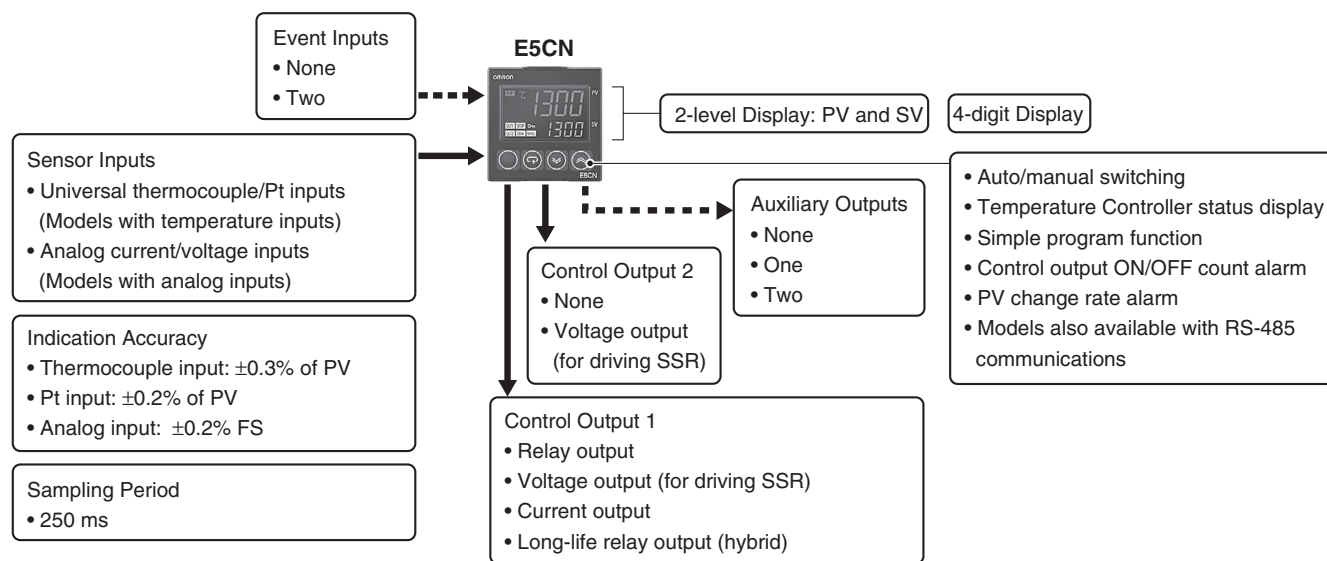 Event Inputs
• None
• Two
E5CN
OMRON
℃
1300
PV
1300
SV
E5CN
2-level Display: PV and SV
4-digit Display
Sensor Inputs
• Universal thermocouple/Pt inputs
(Models with temperature inputs)
• Analog current/voltage inputs
(Models with analog inputs)
Indication Accuracy
• Thermocouple input: ±0.3% of PV
• Pt input: ±0.2% of PV
• Analog input: ±0.2% FS
Sampling Period
• 250 ms
Control Output 2
• None
• Voltage output
(for driving SSR)
Auxiliary Outputs
• None
• One
• Two
• Auto/manual switching
• Temperature Controller status display
• Simple program function
• Control output ON/OFF count alarm
• PV change rate alarm
• Models also available with RS-485
communications
Control Output 1
• Relay output
• Voltage output (for driving SSR)
• Current output
• Long-life relay output (hybrid)